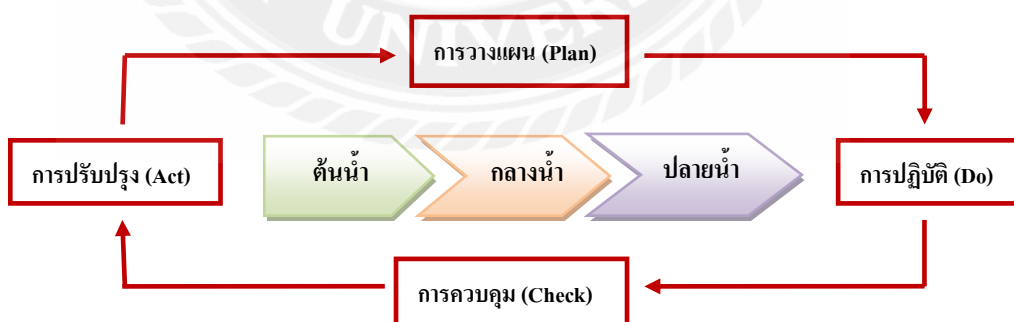 UNIVER
การวางแผน (Plan)
การปรับปรุง (Act)
ต้นน้ำ
กลางน้ำ
ปลายน้ำ
การปฏิบัติ (Do)
การควบคุม (Check)